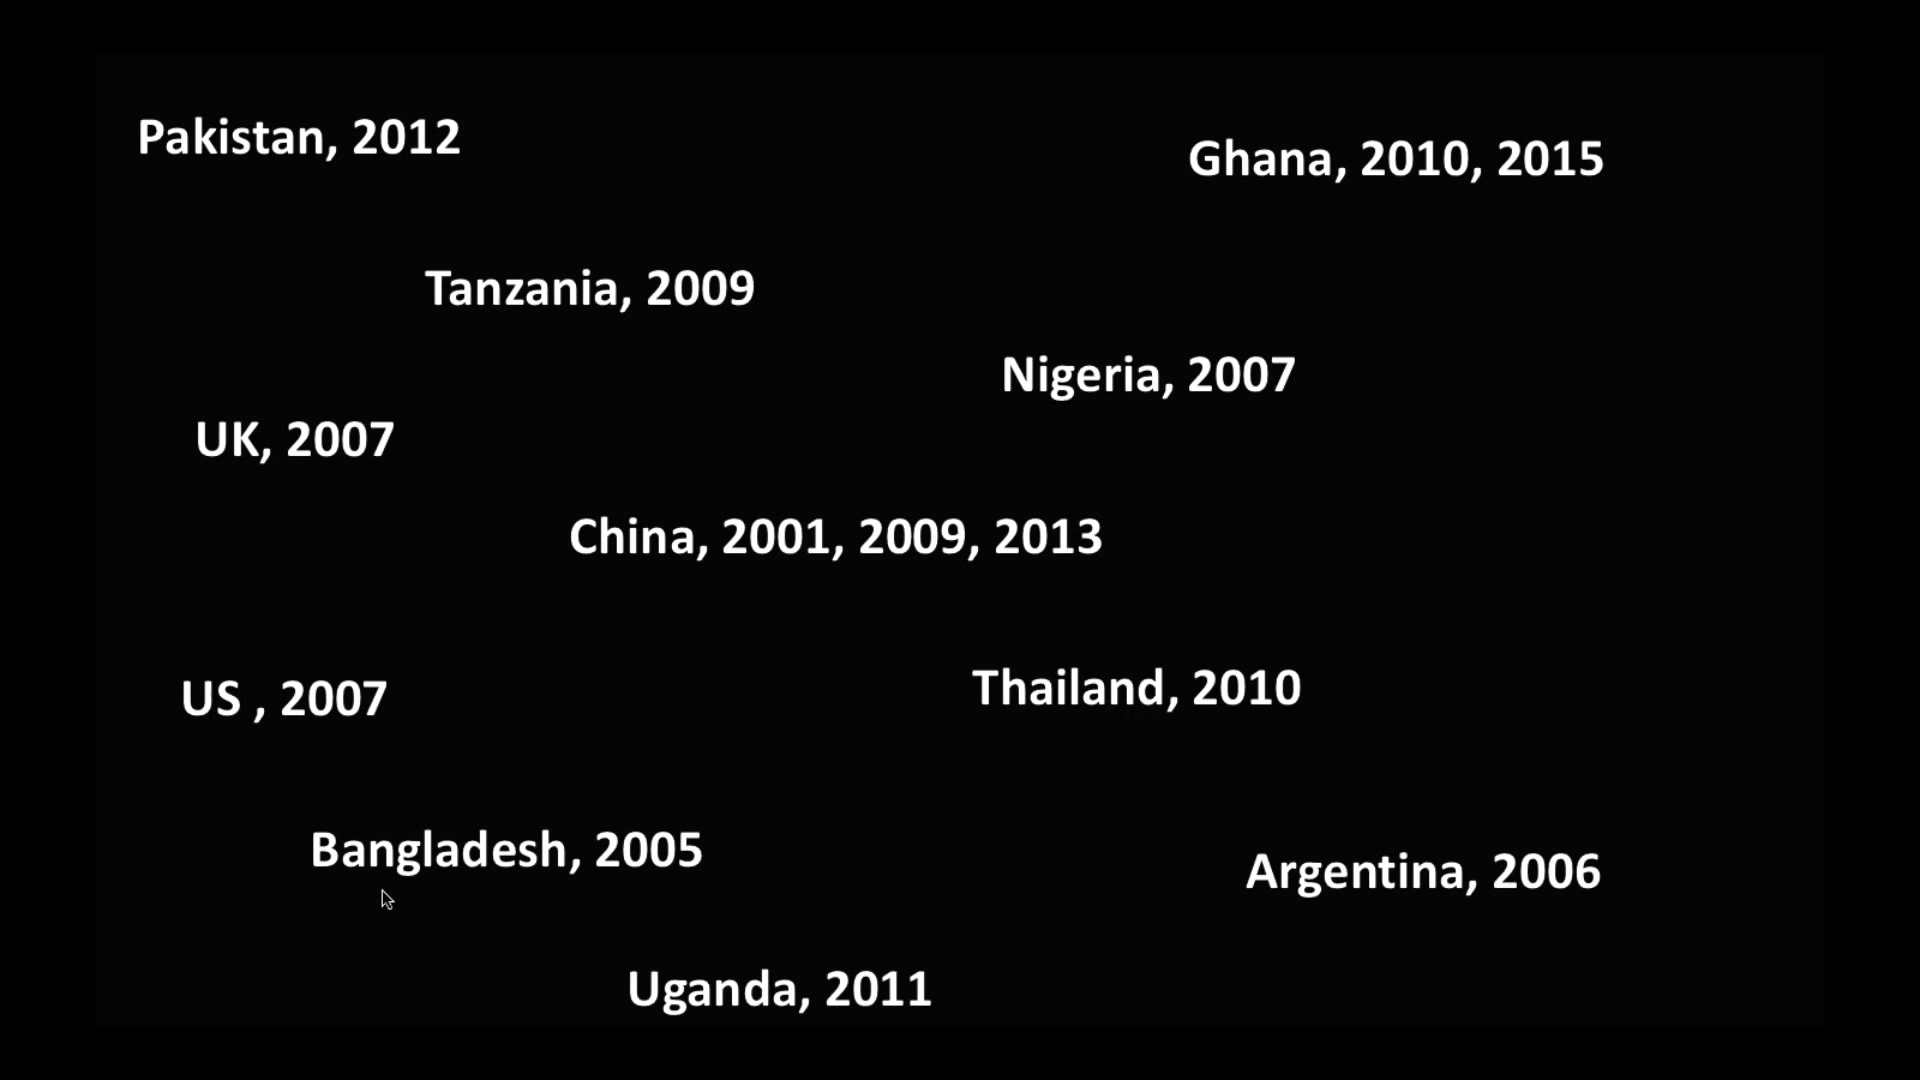 Pakistan, 2012
Ghana, 2010, 2015
Tanzania, 2009
Nigeria, 2007
UK, 2007
China, 2001, 2009, 2013
US , 2007
Thailand, 2010
Bangladesh, 2005
Argentina, 2006
Uganda, 2011